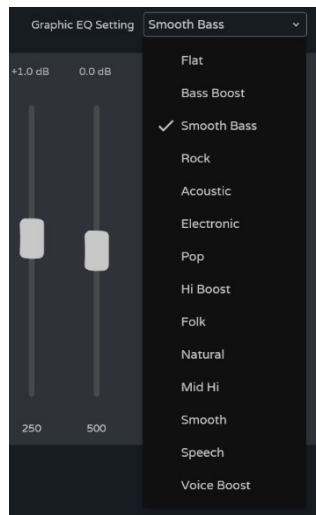 Graphic EQ Setting Smooth Bass
+1.0 dB 0.0 dB
Flat
Bass Boost
Smooth Bass
Rock
Acoustic
Electronic
Pop
Hi Boost
Folk
Natural
Mid Hi
Smooth
Speech
Voice Boost
250 500